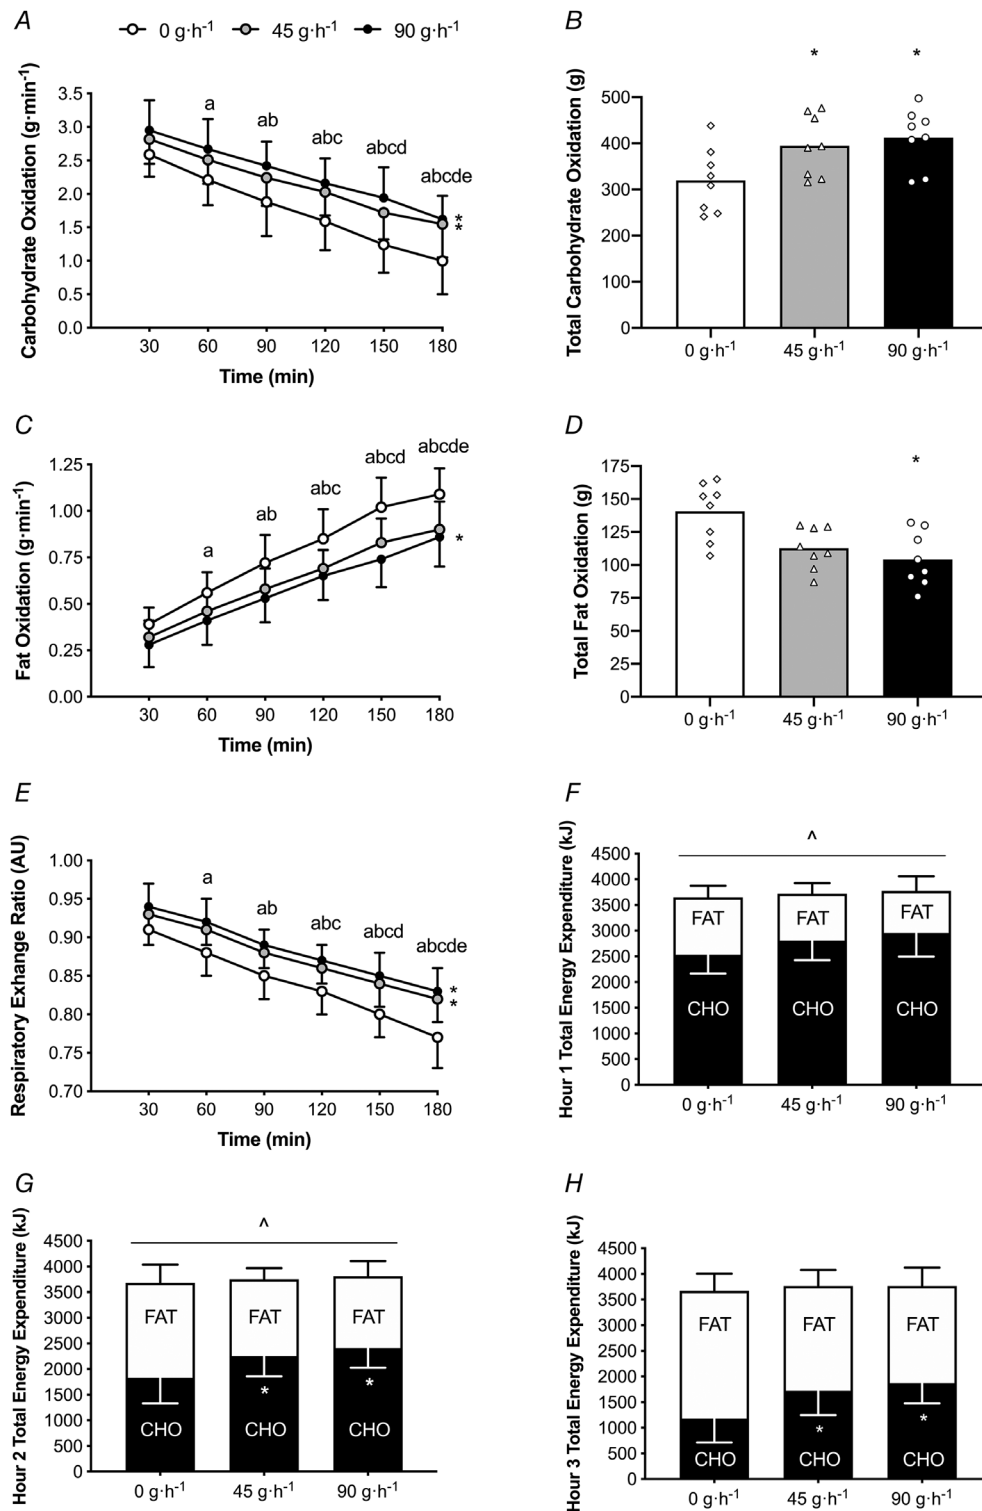 A
0 g·h⁻¹ 45 g·h⁻¹ 90 g·h⁻¹
Carbohydrate Oxidation (g·min⁻¹)
3.5
3.0
2.5
2.0
1.5
1.0
0.5
0.0
a
ab
abc
abcd
abcde
*
*
30 60 90 120 150 180
Time (min)
B
* *
Total Carbohydrate Oxidation (g)
500
400
300
200
100
0
0 g·h⁻¹ 45 g·h⁻¹ 90 g·h⁻¹
C
Fat Oxidation (g·min⁻¹)
1.25
1.00
0.75
0.50
0.25
0.00
a
ab
abc
abcd
abcde
*
30 60 90 120 150 180
Time (min)
D
*
Total Fat Oxidation (g)
175
150
125
100
75
50
25
0
0 g·h⁻¹ 45 g·h⁻¹ 90 g·h⁻¹
E
Respiratory Exhange Ratio (AU)
1.00
0.95
0.90
0.85
0.80
0.75
0.70
a
ab
abc
abcd
abcde
*
*
30 60 90 120 150 180
Time (min)
F
^
Hour 1 Total Energy Expenditure (kJ)
4500
4000
3500
3000
2500
2000
1500
1000
500
0
FAT FAT FAT
CHO CHO CHO
0 g·h⁻¹ 45 g·h⁻¹ 90 g·h⁻¹
G
^
Hour 2 Total Energy Expenditure (kJ)
4500
4000
3500
3000
2500
2000
1500
1000
500
0
FAT FAT FAT
* *
CHO CHO CHO
0 g·h⁻¹ 45 g·h⁻¹ 90 g·h⁻¹
H
Hour 3 Total Energy Expenditure (kJ)
4500
4000
3500
3000
2500
2000
1500
1000
500
0
FAT FAT FAT
* *
CHO CHO CHO
0 g·h⁻¹ 45 g·h⁻¹ 90 g·h⁻¹